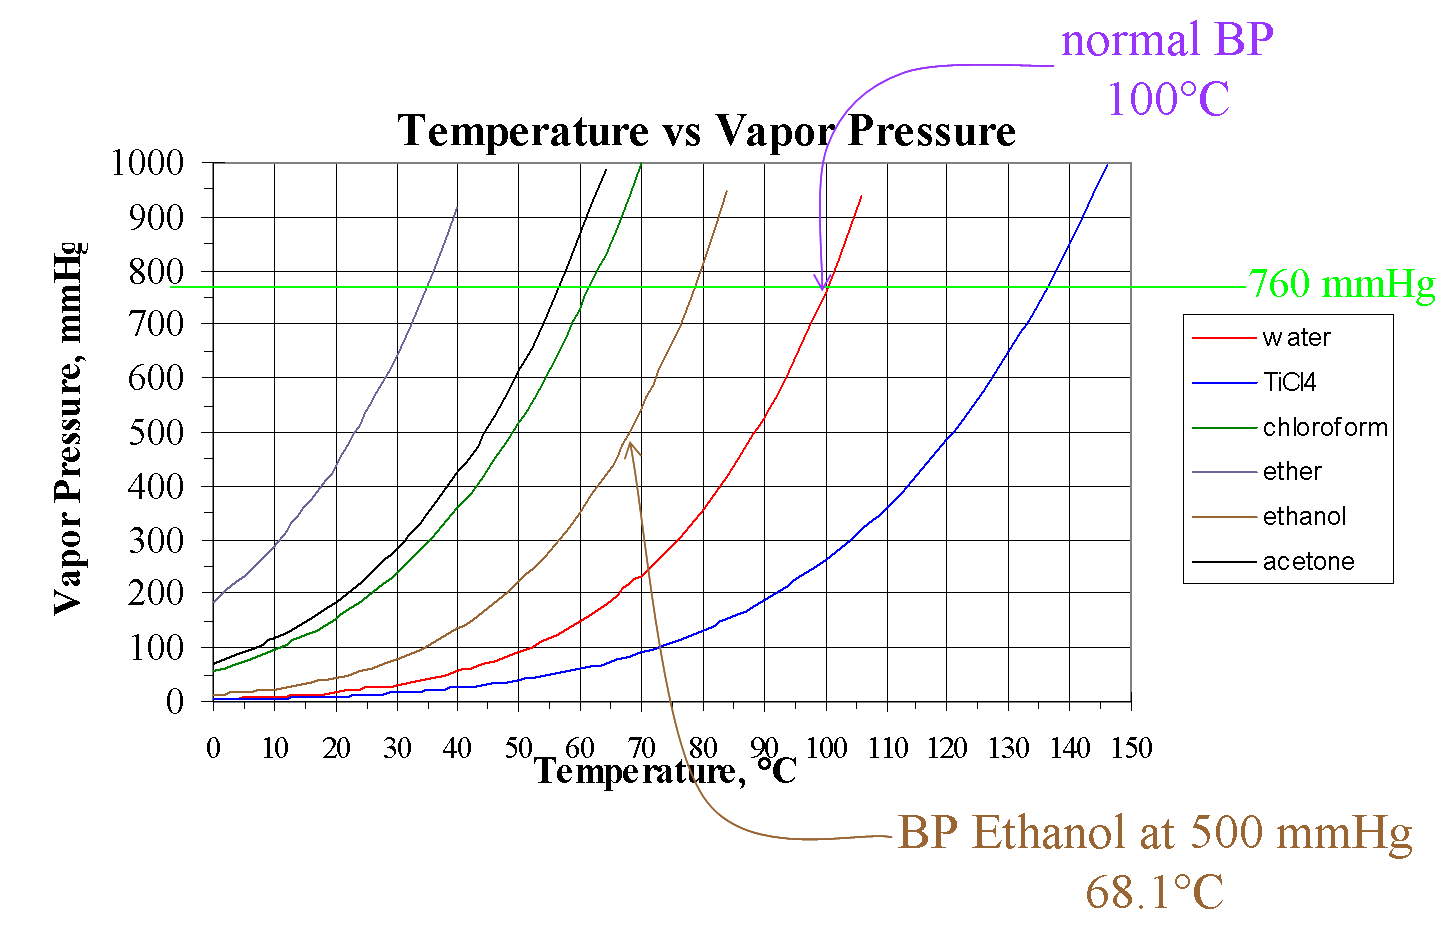 normal BP
100°C
Temperature vs Vapor Pressure
Vapor Pressure, mmHg
1000
900
800
700
600
500
400
300
200
100
0
0 10 20 30 40 50 60 70 80 90 100 110 120 130 140 150
Temperature, °C
760 mmHg
water
TiCl4
chloroform
ether
ethanol
acetone
BP Ethanol at 500 mmHg
68.1°C